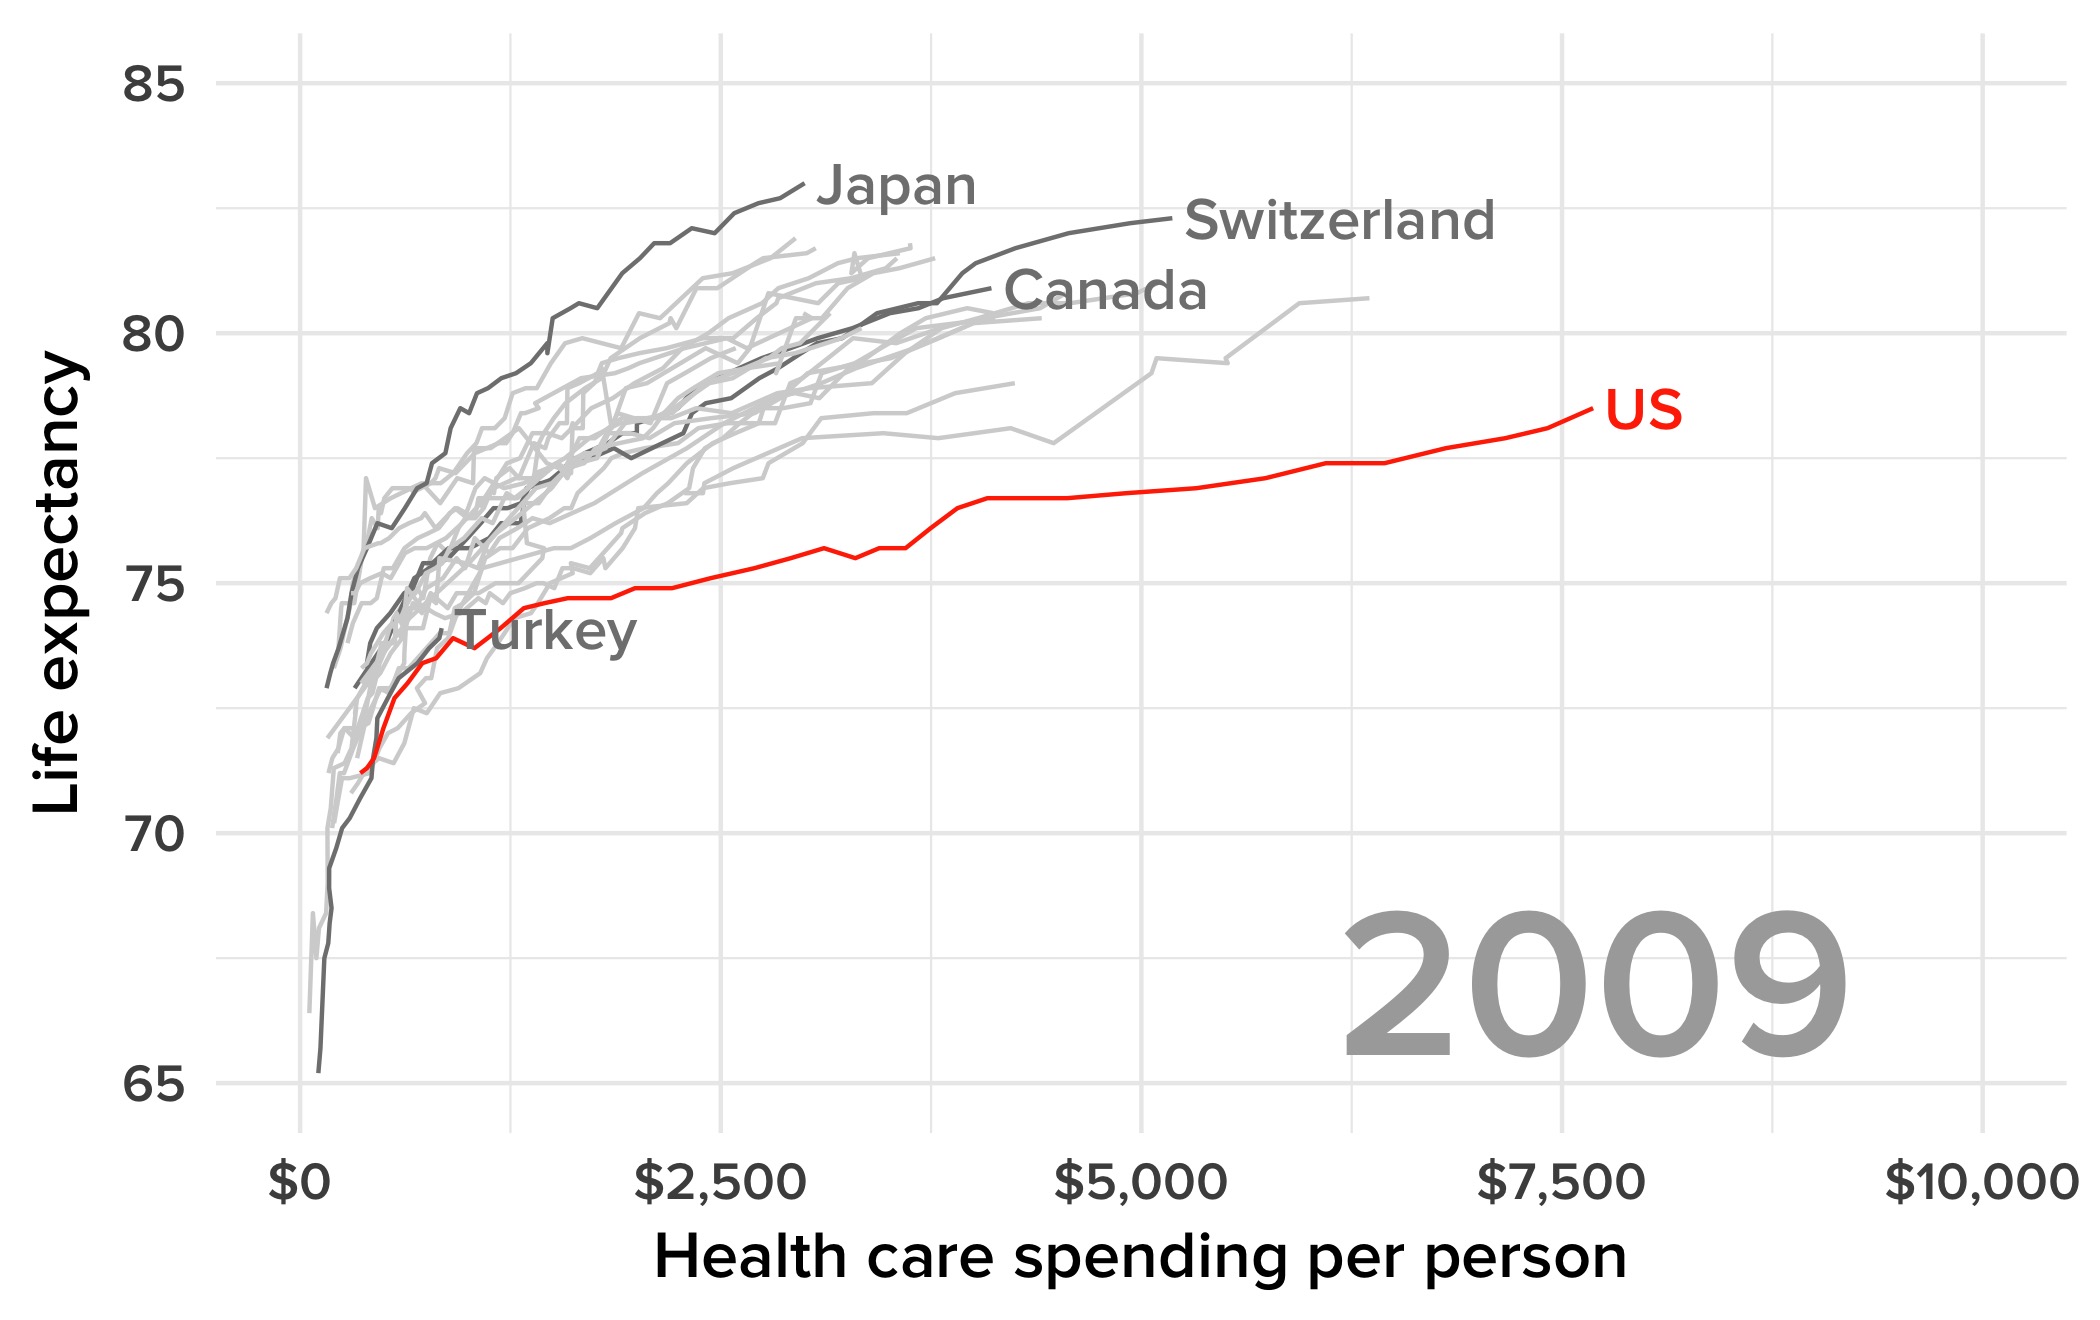 Life expectancy
85
80
75
70
65
Japan
Switzerland
Canada
US
Turkey
2009
$0
$2,500
$5,000
$7,500
$10,000
Health care spending per person